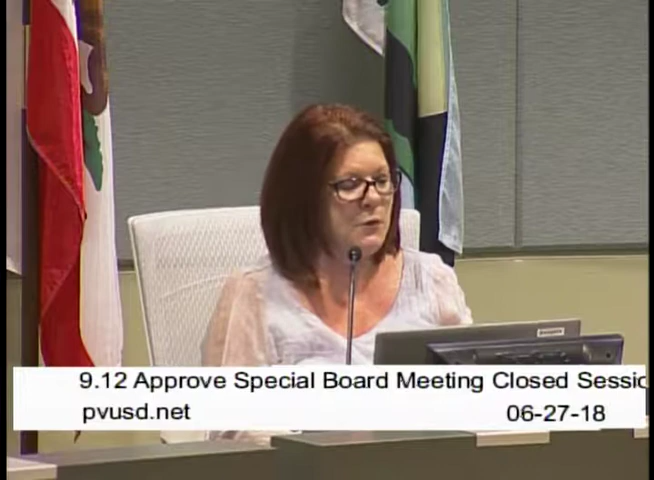 9.12 Approve Special Board Meeting Closed Sessio
pvusd.net 06-27-18